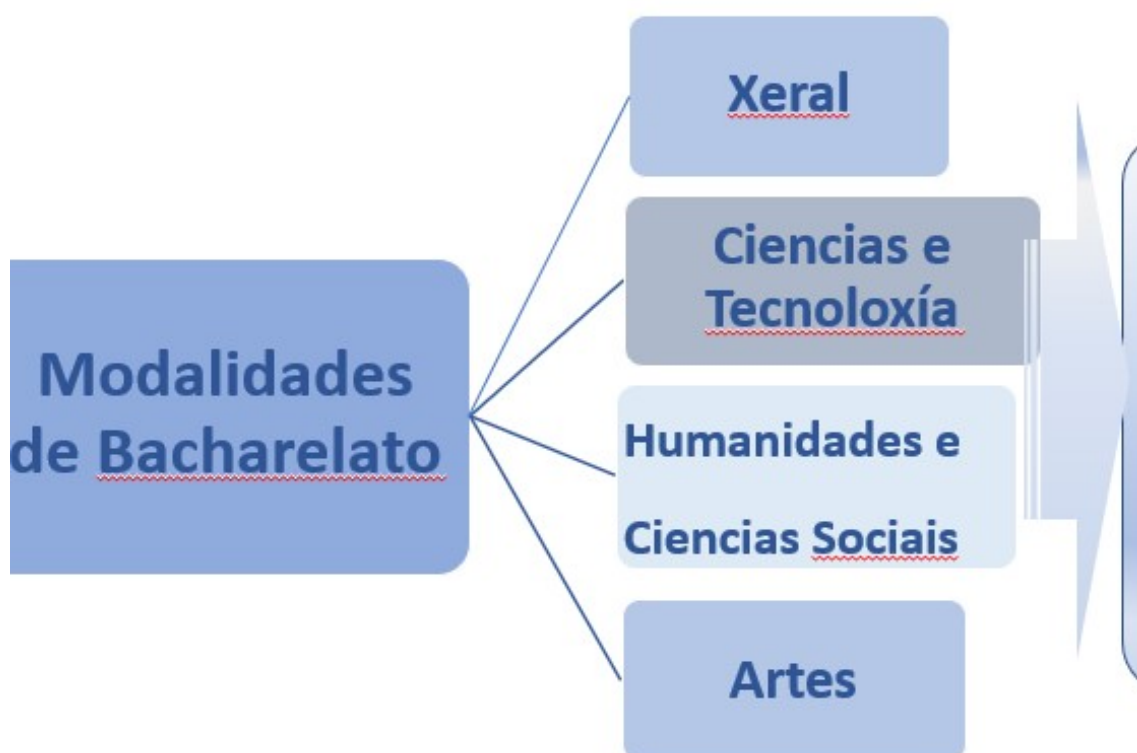 Modalidades
de Bacharelato
Xeral
Ciencias e
Tecnoloxía
Humanidades e
Ciencias Sociais
Artes